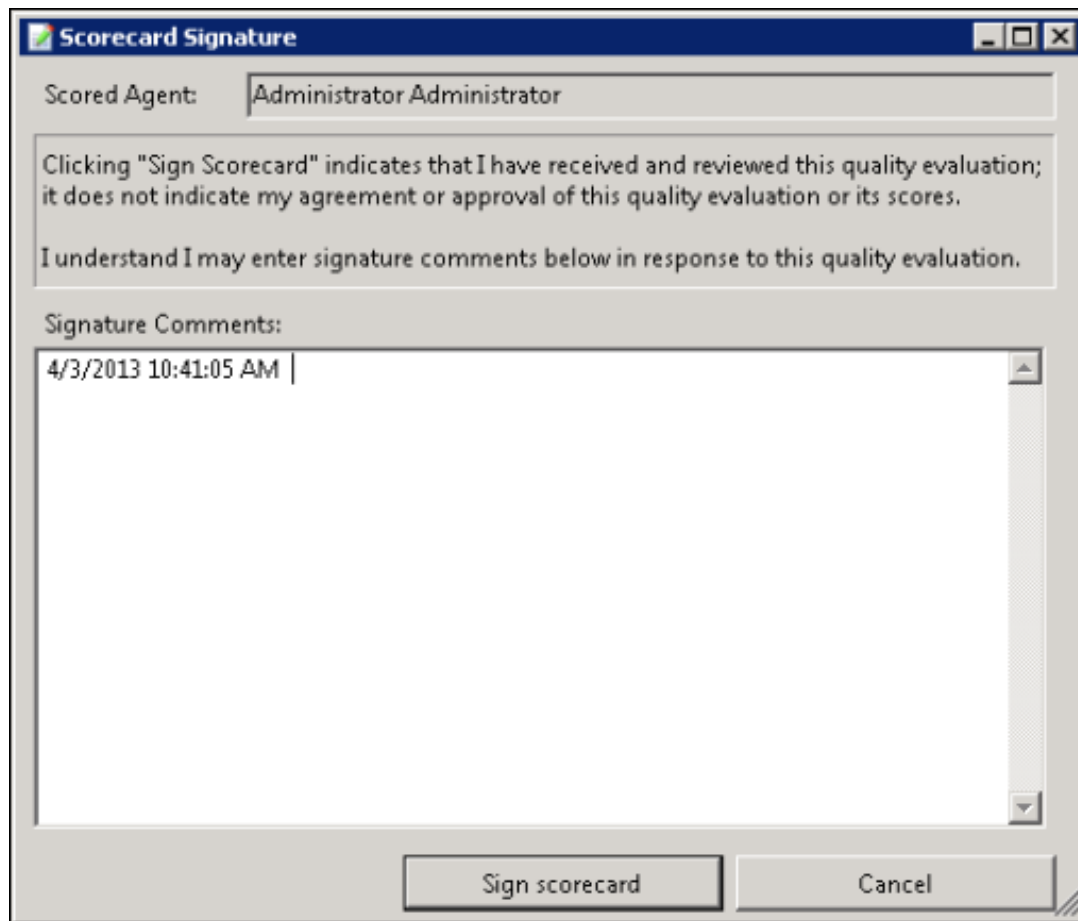 Scorecard Signature
Scored Agent: Administrator Administrator
Clicking "Sign Scorecard" indicates that I have received and reviewed this quality evaluation;
it does not indicate my agreement or approval of this quality evaluation or its scores.
I understand I may enter signature comments below in response to this quality evaluation.
Signature Comments:
4/3/2013 10:41:05 AM
Sign scorecard Cancel